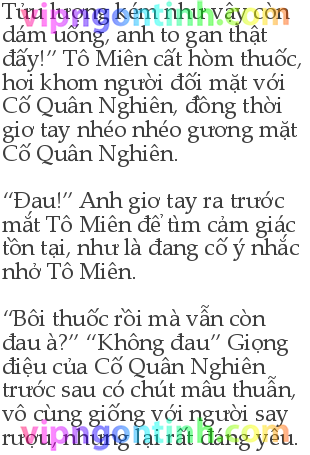 Tửu lượng kém như vậy còn
vipngontinh.com
dám uống, anh to gan thật
đấy!” Tô Miên cất hòm thuốc,
hơi khom người đối mặt với
Cố Quân Nghiên, đồng thời
giơ tay nhéo nhéo gương mặt
Cố Quân Nghiên.
“Đau!” Anh giơ tay ra trước
mắt Tô Miên để tìm cảm giác
tồn tại, như là đang cố ý nhắc
nhở Tô Miên.
“Bôi thuốc rồi mà vẫn còn
đau à?” “Không đau” Giọng
điệu của Cố Quân Nghiên
trước sau có chút mâu thuẫn,
vô cùng giống với người say
rượu, nhưng lại rất đáng yêu.
vipngontinh.com